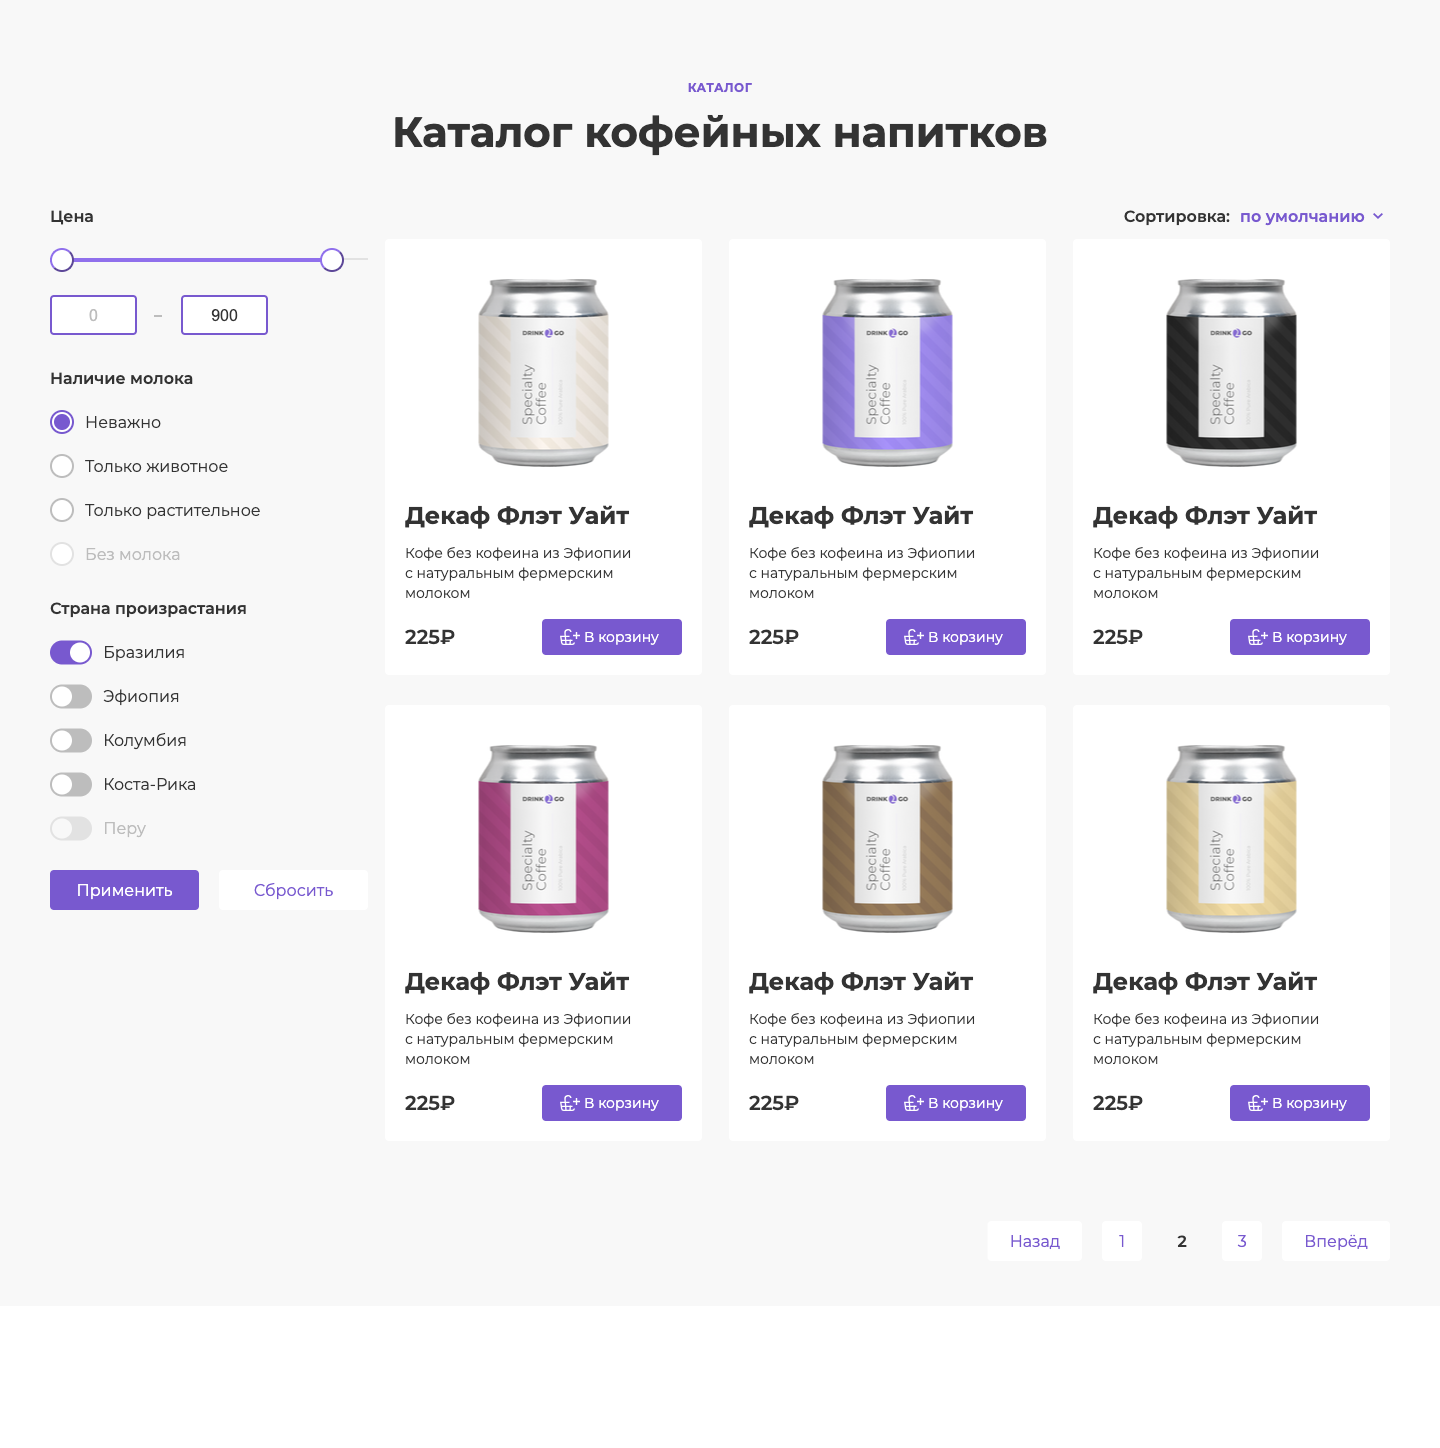 КАТАЛОГ
Каталог кофейных напитков
Цена
0 – 900
Наличие молока
Неважно
Только животное
Только растительное
Без молока
Страна произрастания
Бразилия
Эфиопия
Колумбия
Коста-Рика
Перу
Применить Сбросить
Сортировка: по умолчанию
DRINK 2 GO
Specialty
Coffee
Декаф Флэт Уайт
Кофе без кофеина из Эфиопии
с натуральным фермерским
молоком
225₽ В корзину
DRINK 2 GO
Specialty
Coffee
Декаф Флэт Уайт
Кофе без кофеина из Эфиопии
с натуральным фермерским
молоком
225₽ В корзину
DRINK 2 GO
Specialty
Coffee
Декаф Флэт Уайт
Кофе без кофеина из Эфиопии
с натуральным фермерским
молоком
225₽ В корзину
DRINK 2 GO
Specialty
Coffee
Декаф Флэт Уайт
Кофе без кофеина из Эфиопии
с натуральным фермерским
молоком
225₽ В корзину
DRINK 2 GO
Specialty
Coffee
Декаф Флэт Уайт
Кофе без кофеина из Эфиопии
с натуральным фермерским
молоком
225₽ В корзину
DRINK 2 GO
Specialty
Coffee
Декаф Флэт Уайт
Кофе без кофеина из Эфиопии
с натуральным фермерским
молоком
225₽ В корзину
Назад 1 2 3 Вперёд